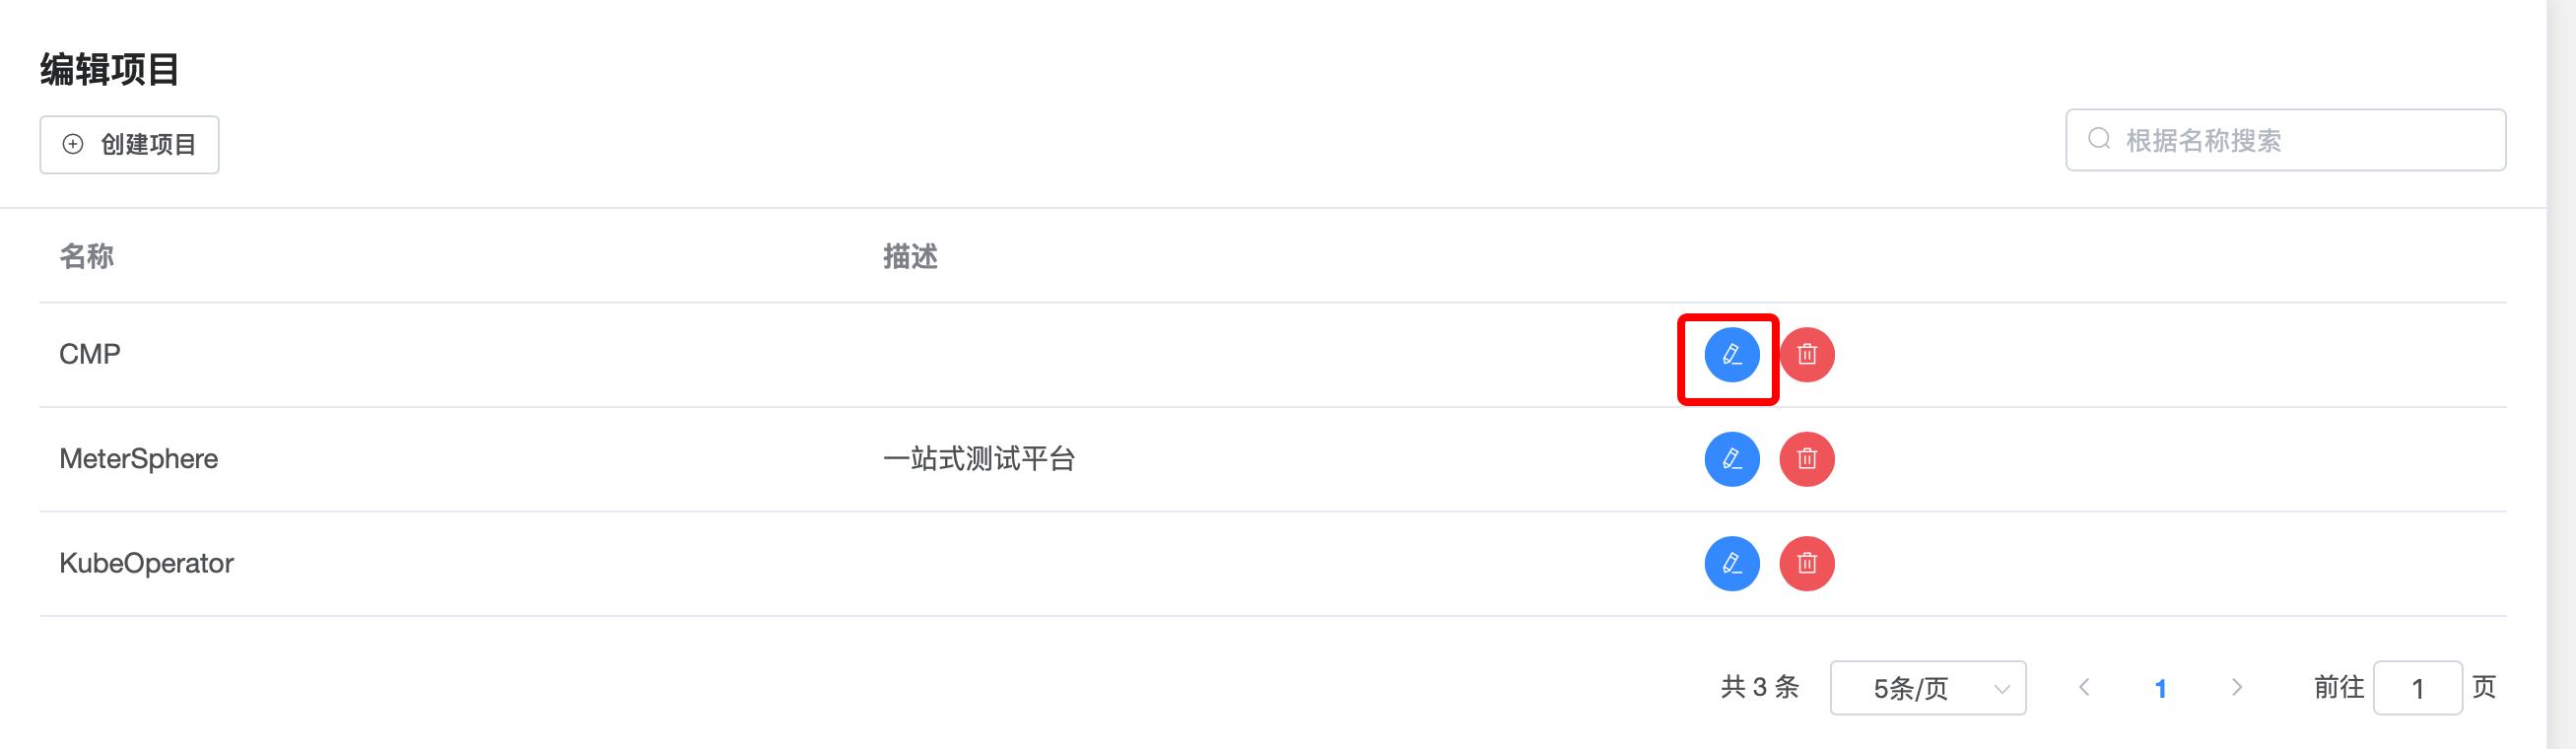 编辑项目
创建项目
根据名称搜索
名称 描述
CMP
MeterSphere 一站式测试平台
KubeOperator
共 3 条 5条/页 1 前往 1 页